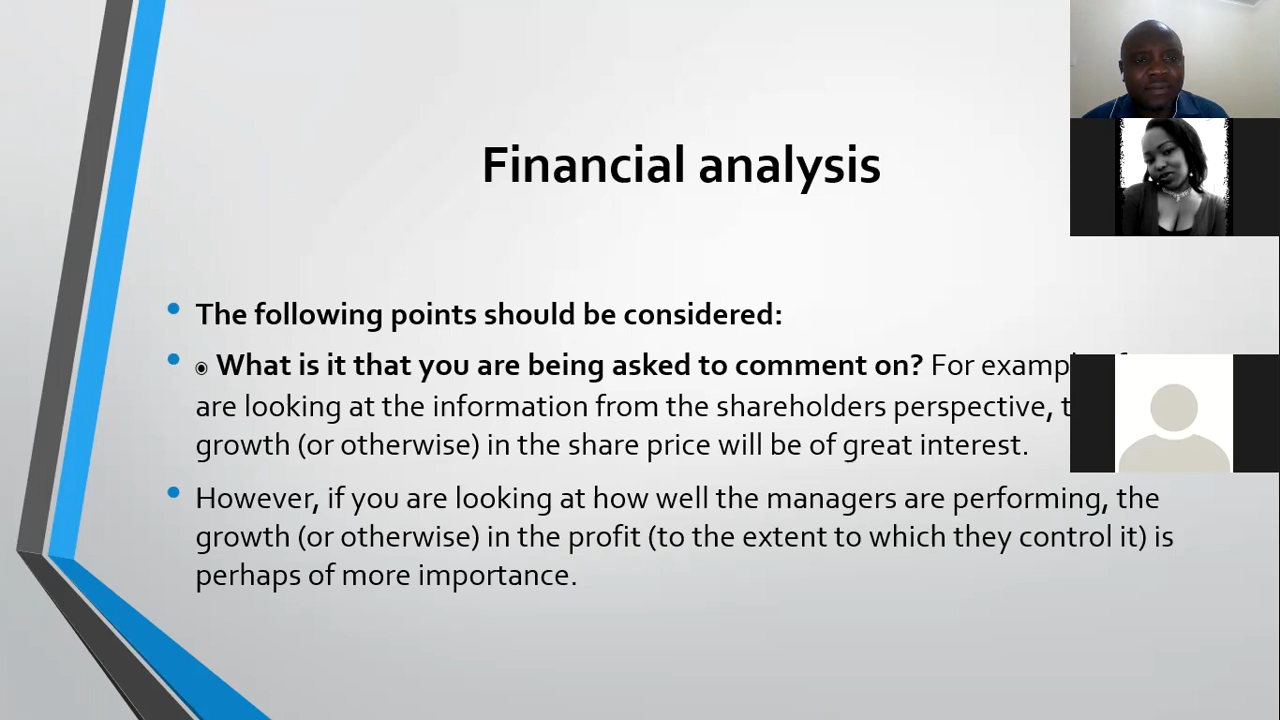 Financial analysis
The following points should be considered:
What is it that you are being asked to comment on? For
are looking at the information from the shareholders perspective,
growth (or otherwise) in the share price will be of great interest.
However, if you are looking at how well the managers are performing, the
growth (or otherwise) in the profit (to the extent to which they control it) is
perhaps of more importance.